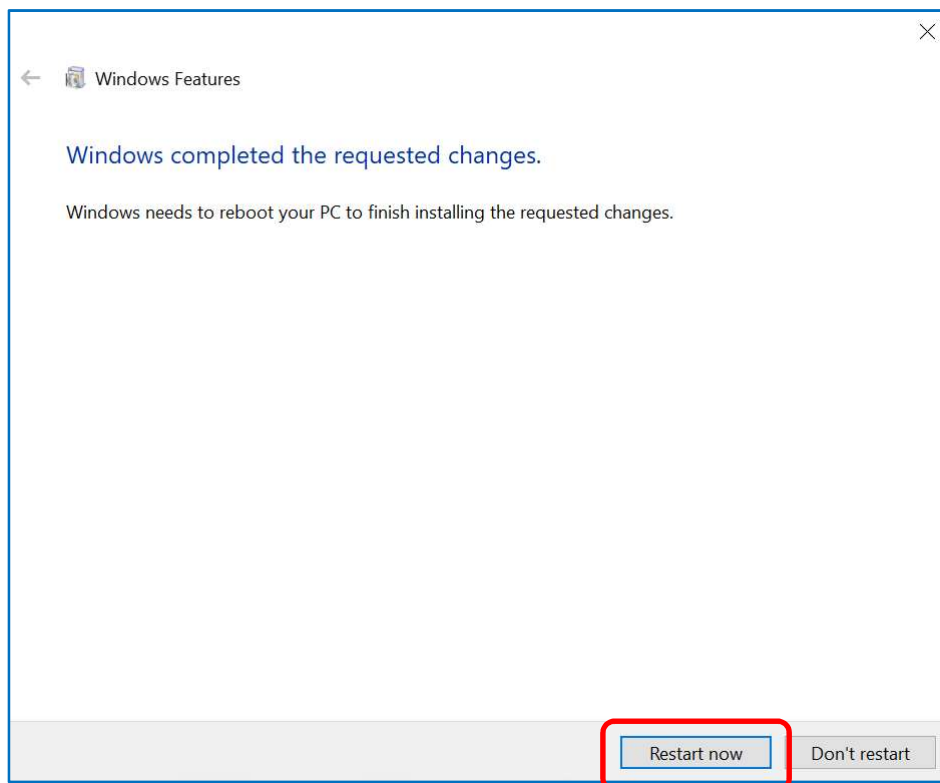 Windows Features
Windows completed the requested changes.
Windows needs to reboot your PC to finish installing the requested changes.
Restart now
Don't restart